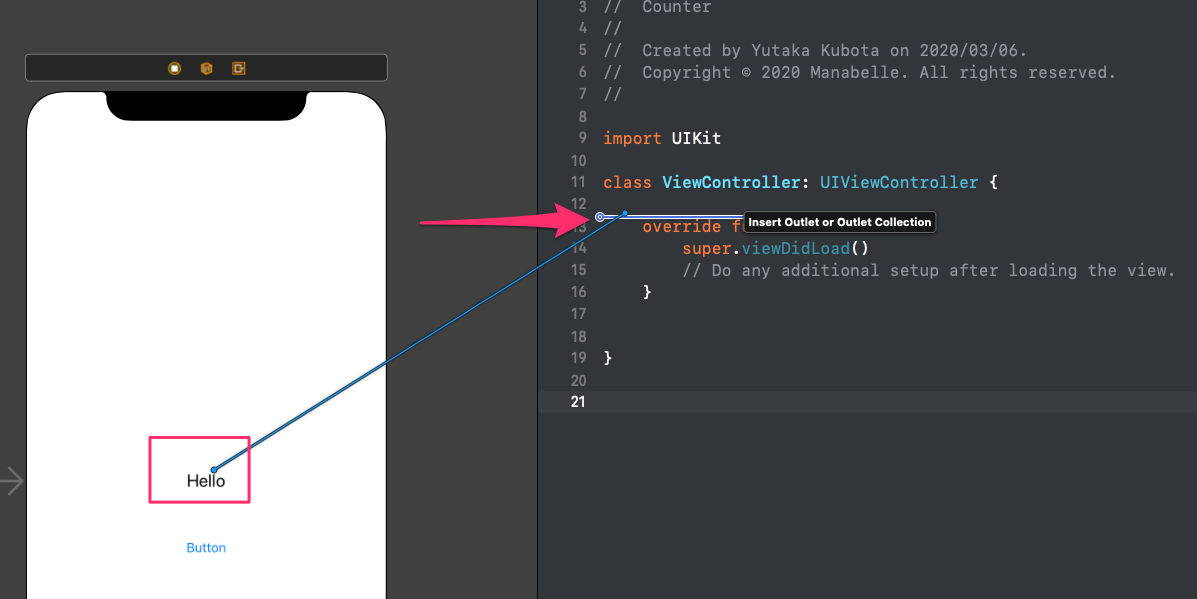 Hello
Button
3 //  Counter
4 //
5 //  Created by Yutaka Kubota on 2020/03/06.
6 //  Copyright © 2020 Manabelle. All rights reserved.
7 //
8
9 import UIKit
10
11 class ViewController: UIViewController {
12
Insert Outlet or Outlet Collection
13 override
14 super.viewDidLoad()
15 // Do any additional setup after loading the view.
16 }
17
18
19 }
20
21